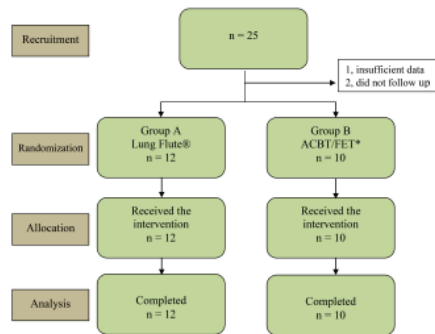 Recruitment
n = 25
1, insufficient data
2, did not follow up
Randomization
Group A
Lung Flute®
n = 12
Group B
ACBT/FET*
n = 10
Allocation
Received the
intervention
n = 12
Received the
intervention
n = 10
Analysis
Completed
n = 12
Completed
n = 10